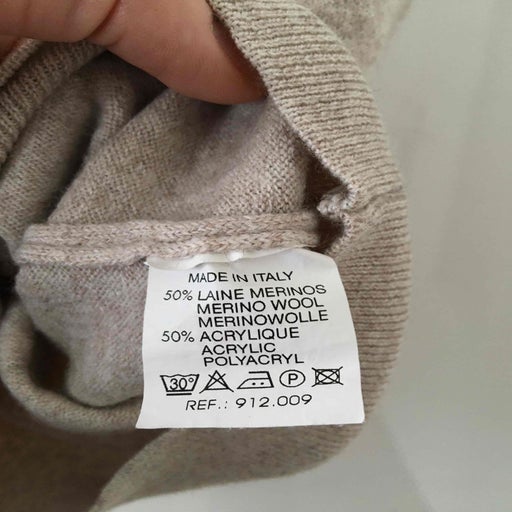 MADE IN ITALY
50% LAINE MERINOS
MERINO WOOL
MERINOWOLLE
50% ACRYLIQUE
ACRYLIC
POLYACRYL
30° P
REF.: 912.009